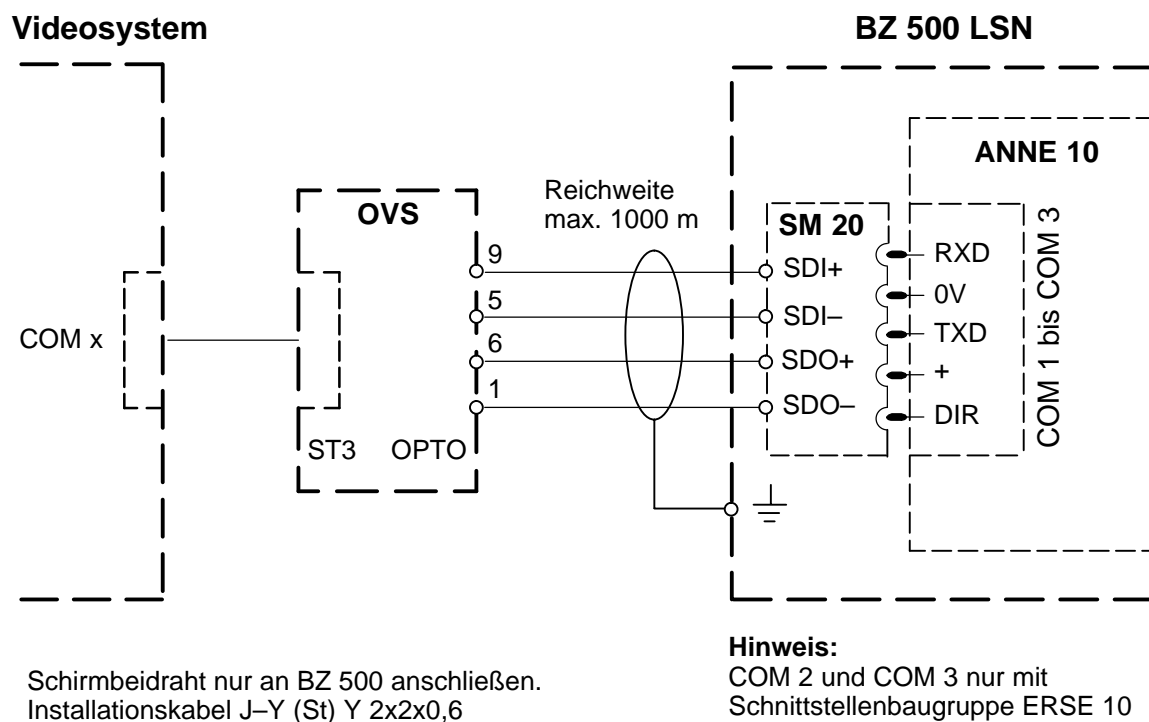 Videosystem
BZ 500 LSN
ANNE 10
Reichweite
max. 1000 m
OVS
SM 20
9
SDI+
RXD
5
SDI–
0V
COM x
6
SDO+
TXD
1
SDO–
+
DIR
COM 1 bis COM 3
ST3 OPTO
Hinweis:
COM 2 und COM 3 nur mit
Schnittstellenbaugruppe ERSE 10
Schirmbeidraht nur an BZ 500 anschließen.
Installationskabel J–Y (St) Y 2x2x0,6